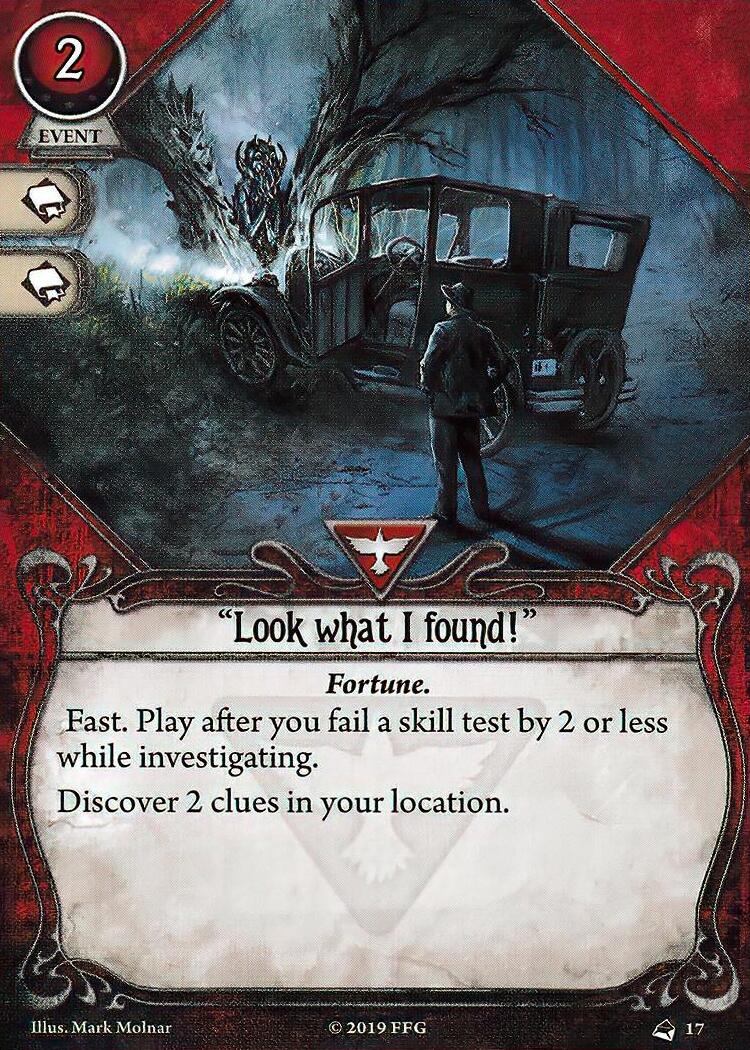 2
EVENT
“Look what I found!”
Fortune.
Fast. Play after you fail a skill test by 2 or less
while investigating.
Discover 2 clues in your location.
Illus. Mark Molnar
© 2019 FFG
17